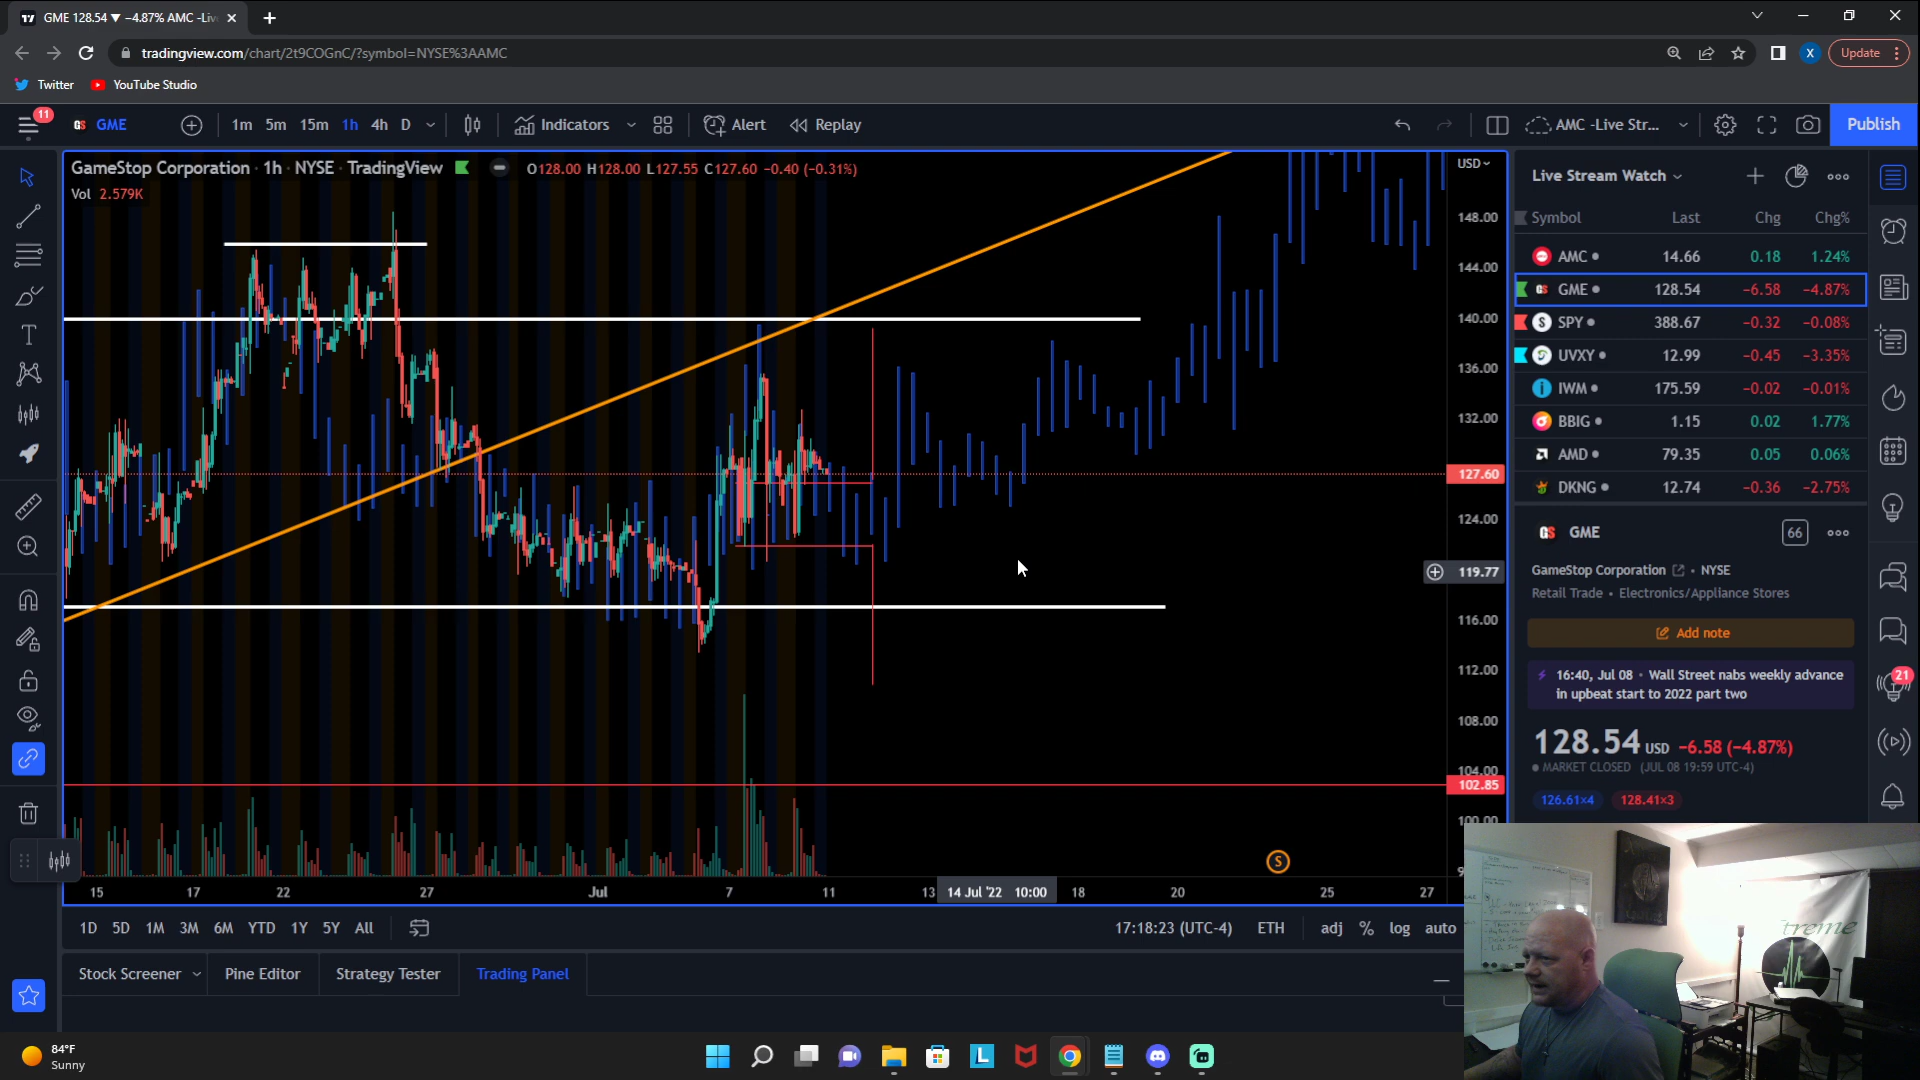 GME 128.54 ▼ −4.87% AMC -Liv
tradingview.com/chart/2t9COGnC/?symbol=NYSE%3AAMC
X
Update
Twitter
YouTube Studio
11
GME
1m
5m
15m
1h
4h
D
Indicators
Alert
Replay
AMC -Live Str...
Publish
GameStop Corporation · 1h · NYSE · TradingView
O128.00 H128.00 L127.55 C127.60 −0.40 (−0.31%)
Vol 2.579K
USD
148.00
144.00
140.00
136.00
132.00
127.60
124.00
119.77
116.00
112.00
108.00
104.00
102.85
100.00
S
15
17
22
27
Jul
7
11
13
14 Jul '22 10:00
18
20
25
27
Live Stream Watch
Symbol Last Chg Chg%
AMC 14.66 0.18 1.24%
GME 128.54 −6.58 −4.87%
SPY 388.67 −0.32 −0.08%
UVXY 12.99 −0.45 −3.35%
IWM 175.59 −0.02 −0.01%
BBIG 1.15 0.02 1.77%
AMD 79.35 0.05 0.06%
DKNG 12.74 −0.36 −2.75%
GME
66
GameStop Corporation • NYSE
Retail Trade • Electronics/Appliance Stores
Add note
16:40, Jul 08 · Wall Street nabs weekly advance
in upbeat start to 2022 part two
21
128.54 USD −6.58 (−4.87%)
MARKET CLOSED (JUL 08 19:59 UTC-4)
126.61×4 128.41×3
1D
5D
1M
3M
6M
YTD
1Y
5Y
All
17:18:23 (UTC-4)
ETH
adj
%
log
auto
Stock Screener
Pine Editor
Strategy Tester
Trading Panel
treme
84°F
Sunny
L